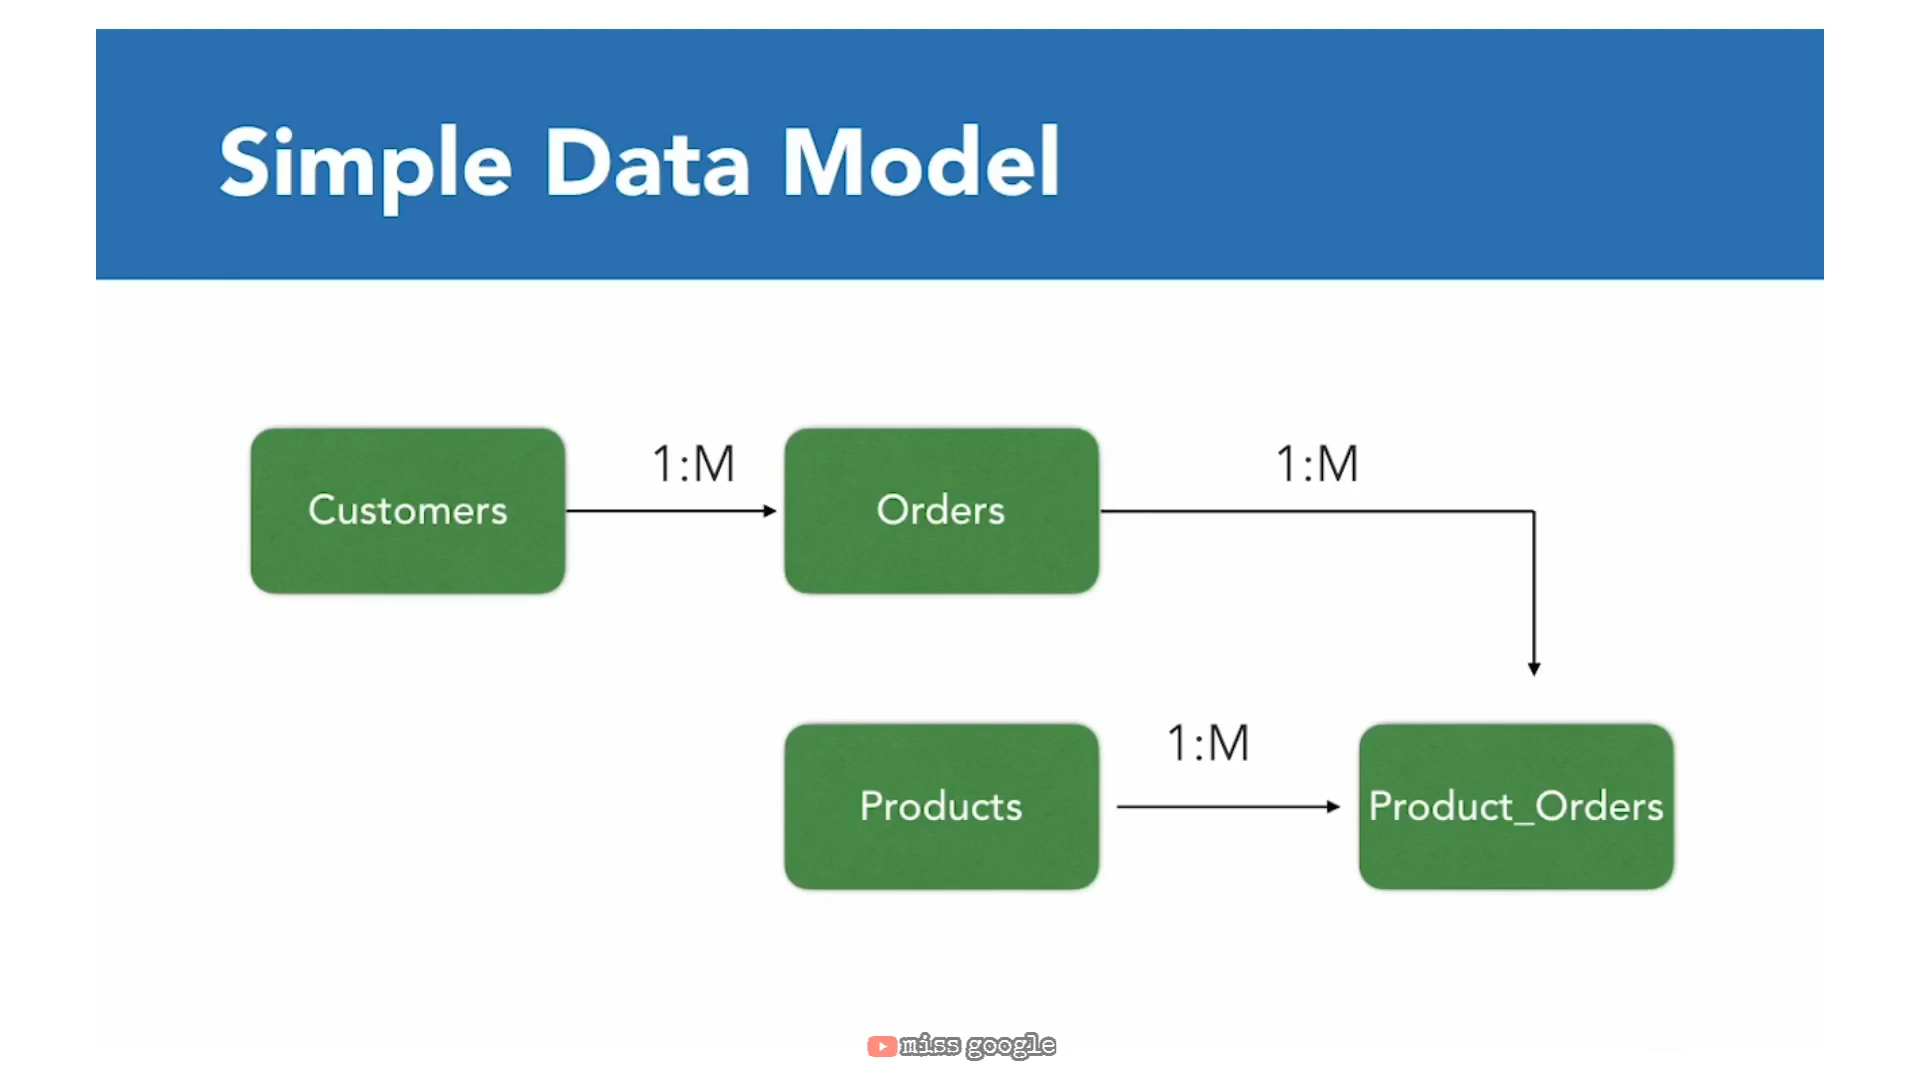 Simple Data Model
Customers
1:M
Orders
1:M
Products
1:M
Product_Orders
miss google